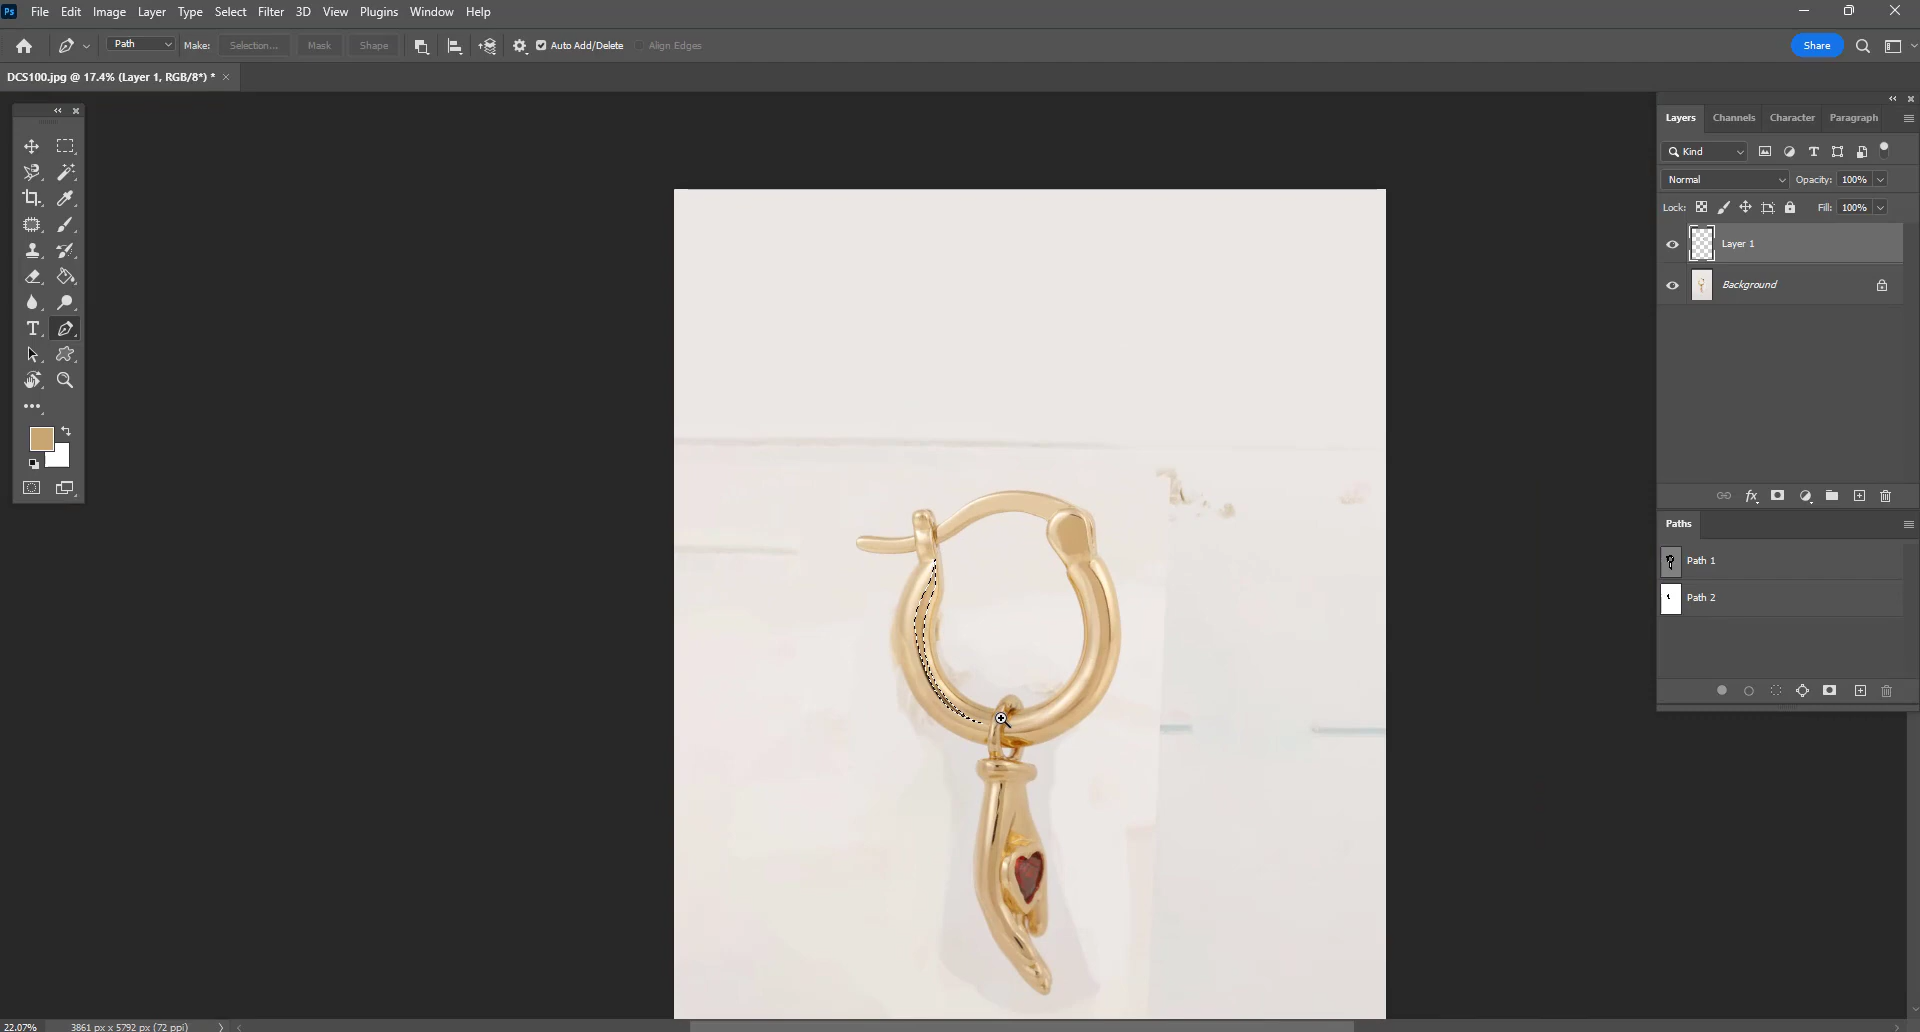 Ps File Edit Image Layer Type Select Filter 3D View Plugins Window Help
Path Make: Selection... Mask Shape Auto Add/Delete Align Edges Share
DCS100.jpg @ 17.4% (Layer 1, RGB/8*) * ×
Layers Channels Character Paragraph
Kind
Normal Opacity: 100%
Lock: Fill: 100%
Layer 1
Background
Paths
Path 1
Path 2
22.07% 3861 px x 5792 px (72 ppi)